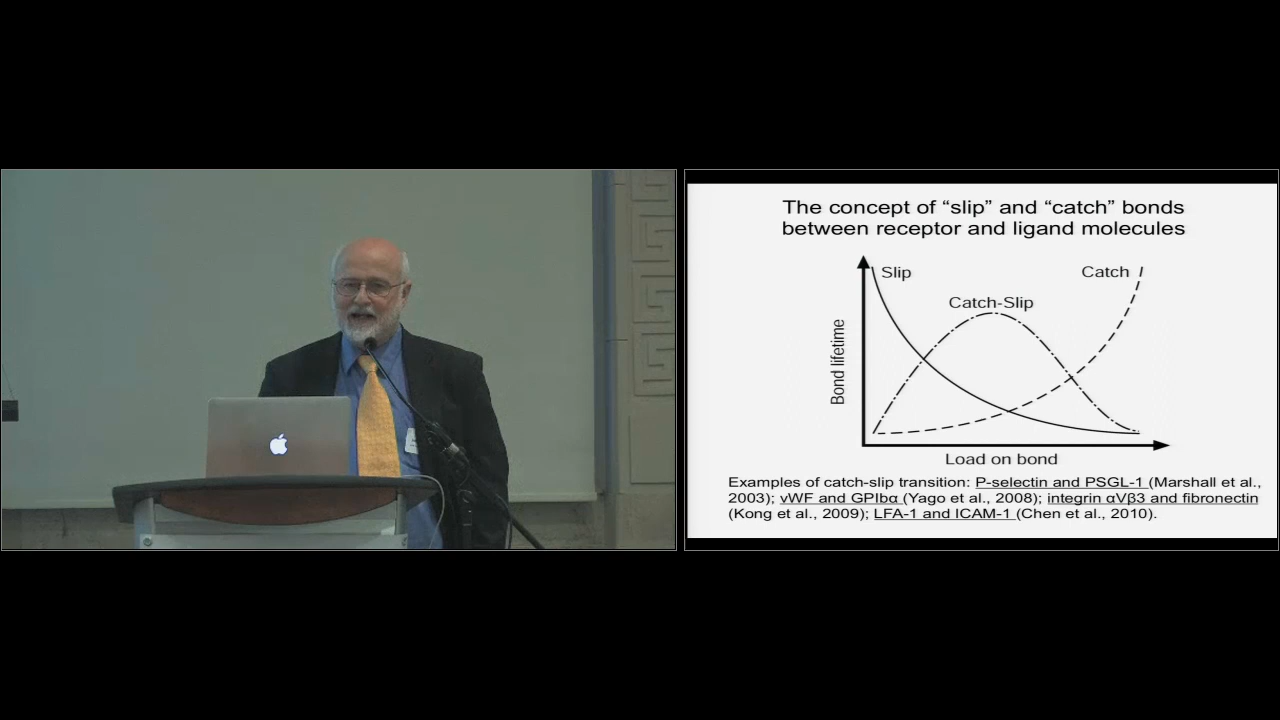 The concept of “slip” and “catch” bonds
between receptor and ligand molecules
Slip
Catch
Catch-Slip
Bond lifetime
Load on bond
Examples of catch-slip transition: P-selectin and PSGL-1 (Marshall et al.,
2003); vWF and GPIbα (Yago et al., 2008); integrin αVβ3 and fibronectin
(Kong et al., 2009); LFA-1 and ICAM-1 (Chen et al., 2010).